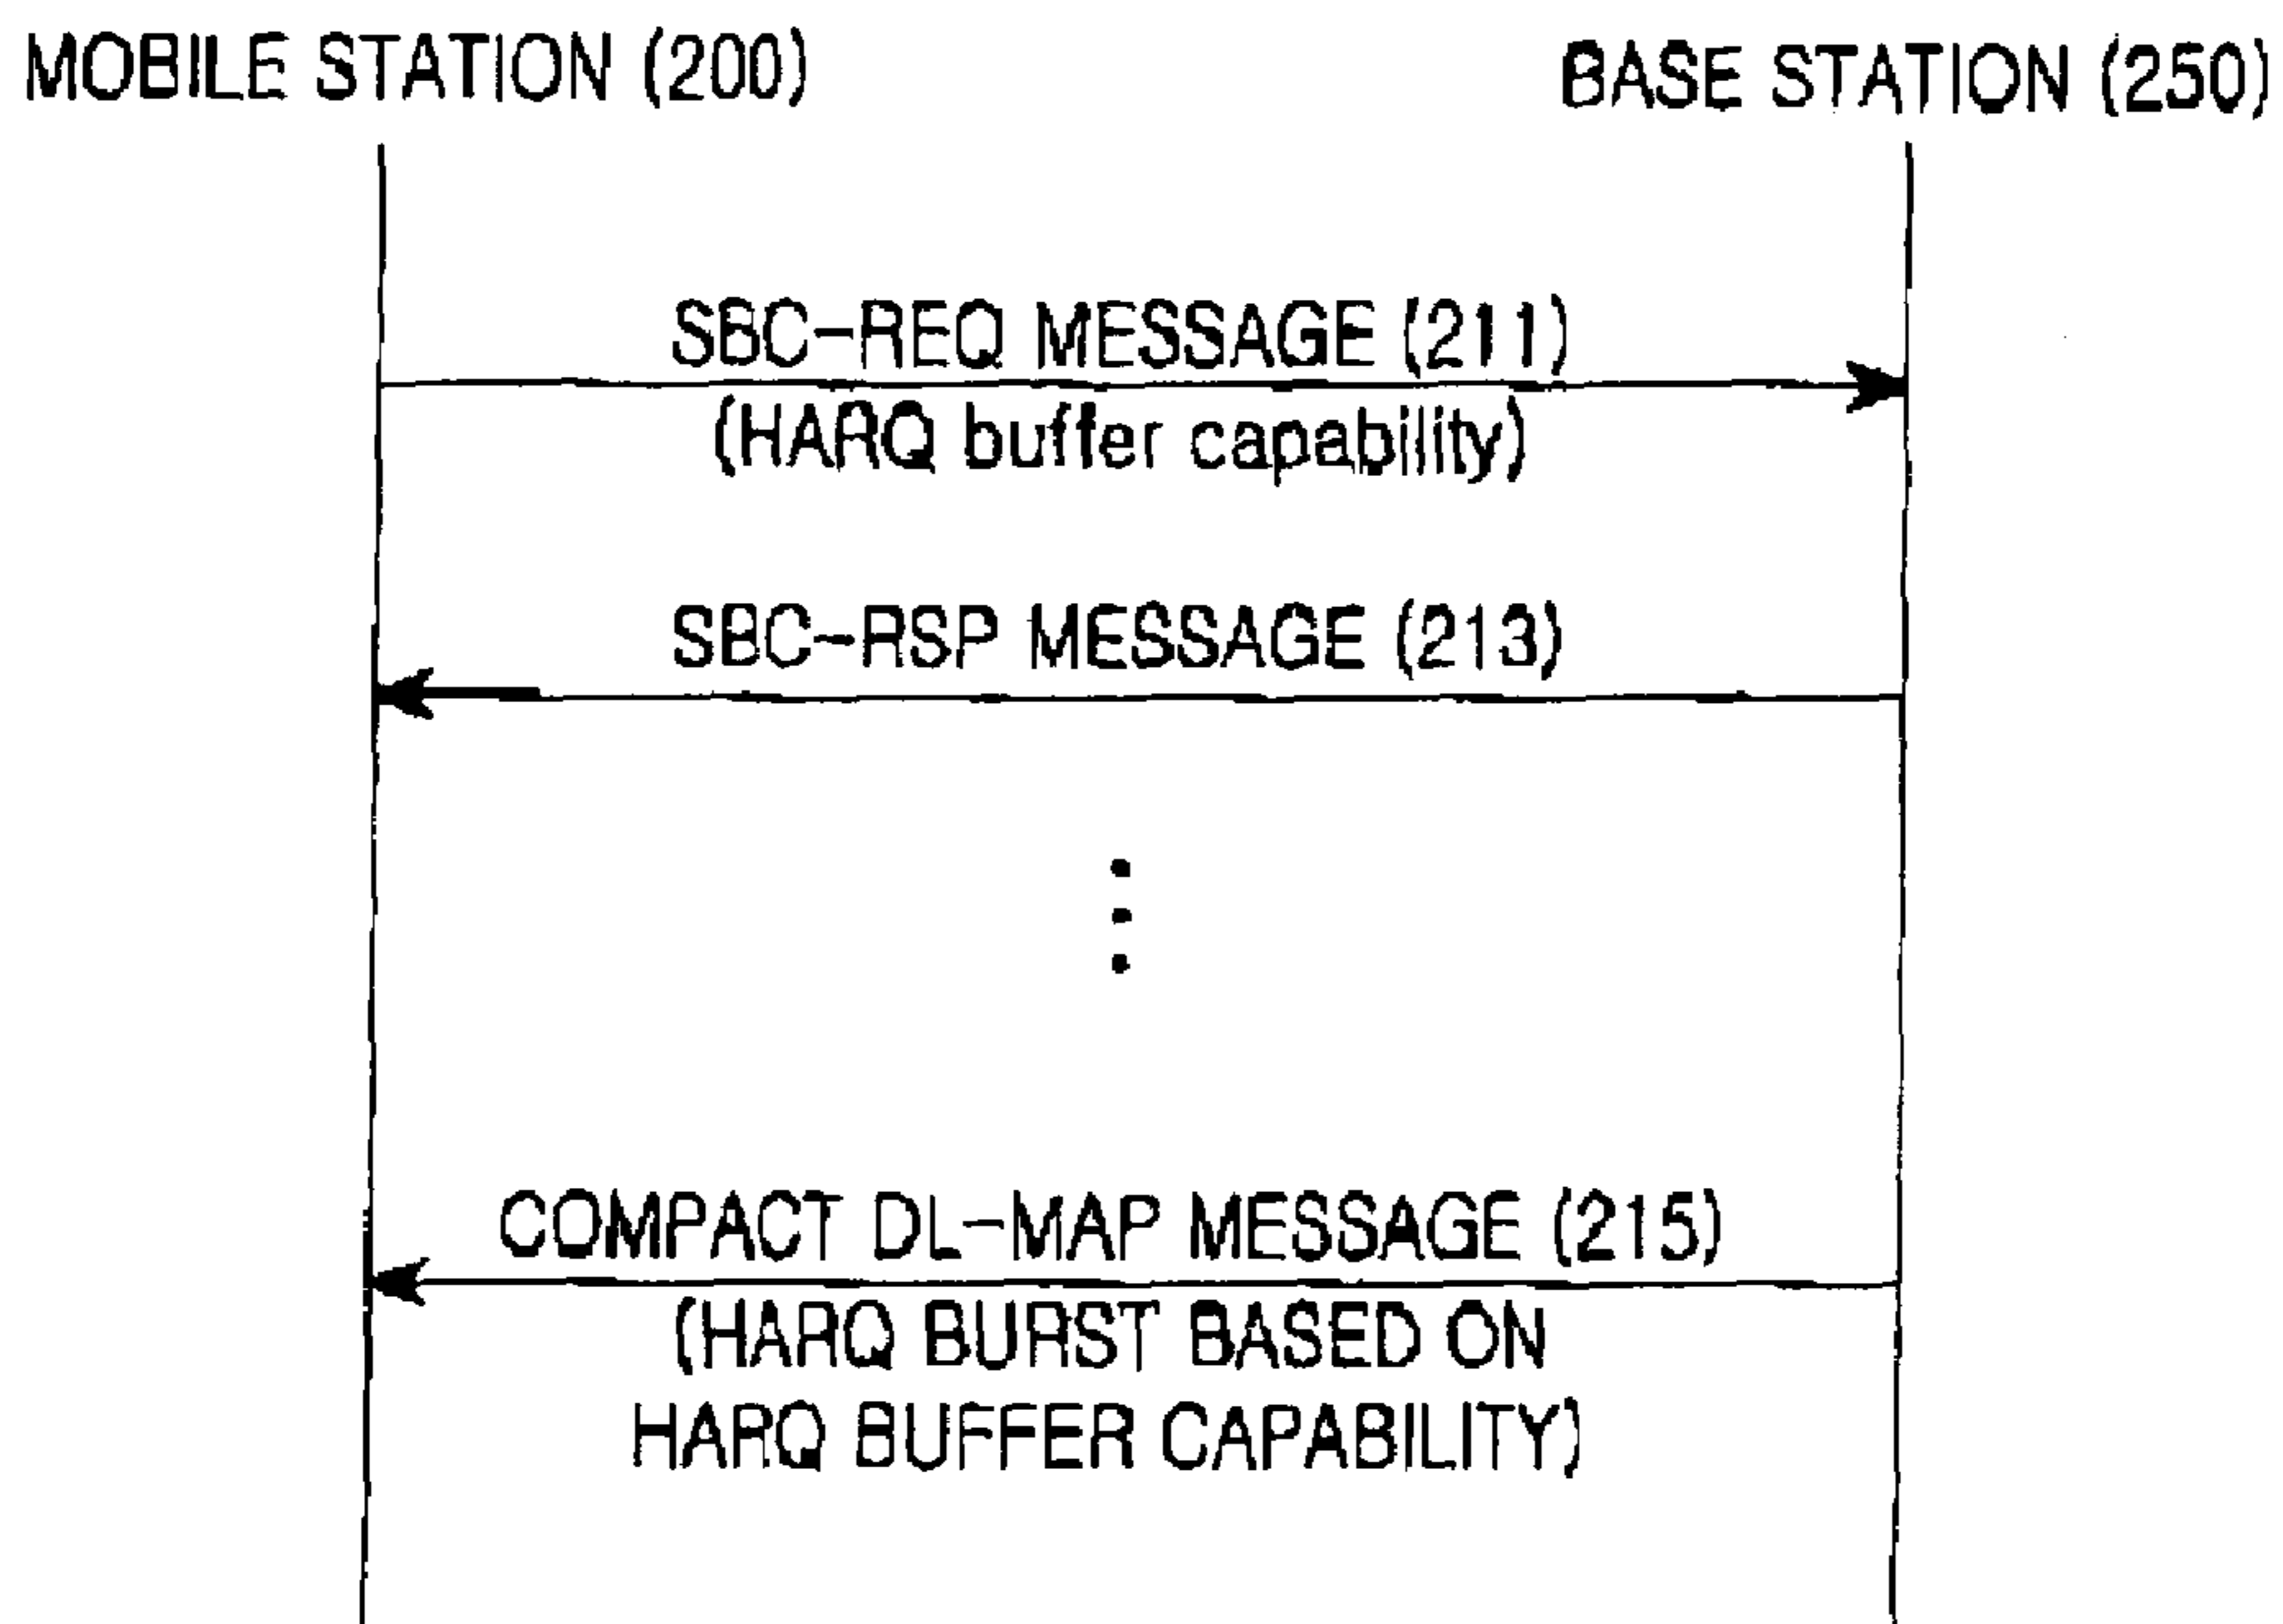 MOBILE STATION (200)
BASE STATION (250)
SBC-REQ MESSAGE (211)
(HARQ buffer capability)
SBC-RSP MESSAGE (213)
COMPACT DL-MAP MESSAGE (215)
(HARQ BURST BASED ON
HARQ BUFFER CAPABILITY)